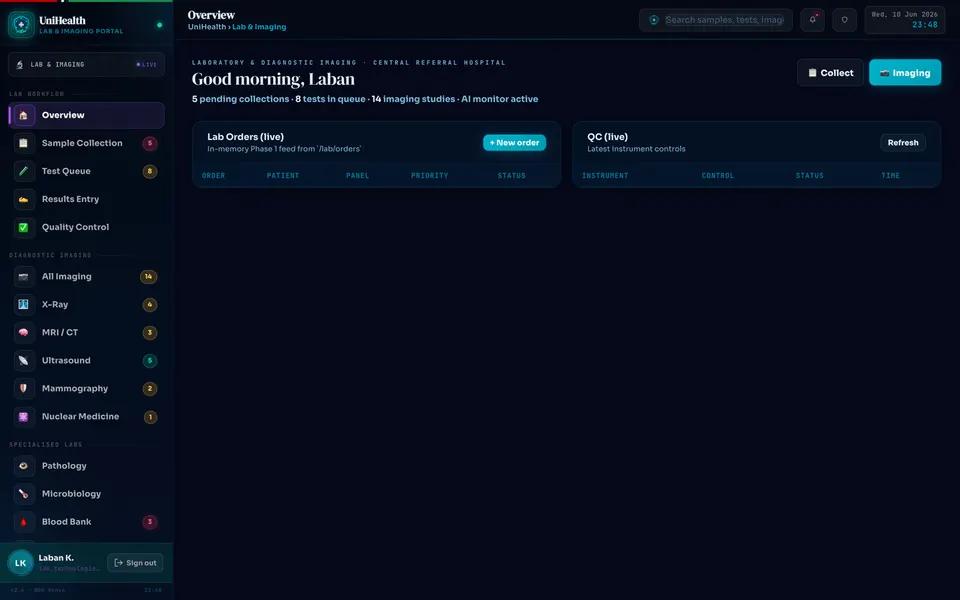 UniHealth
LAB & IMAGING PORTAL
LAB & IMAGING
LIVE
LAB WORKFLOW
Overview
Sample Collection 5
Test Queue 8
Results Entry
Quality Control
DIAGNOSTIC IMAGING
All Imaging 14
X-Ray 4
MRI / CT 3
Ultrasound 5
Mammography 2
Nuclear Medicine 1
SPECIALISED LABS
Pathology
Microbiology
Blood Bank 3
LK
Laban K.
Sign out
23:48
Overview
UniHealth › Lab & Imaging
Search samples, tests, imagi
Wed, 10 Jun 2026
23:48
LABORATORY & DIAGNOSTIC IMAGING · CENTRAL REFERRAL HOSPITAL
Good morning, Laban
5 pending collections · 8 tests in queue · 14 imaging studies · AI monitor active
Collect
Imaging
Lab Orders (live)
In-memory Phase 1 feed from `/lab/orders`
+ New order
ORDER PATIENT PANEL PRIORITY STATUS
QC (live)
Latest instrument controls
Refresh
INSTRUMENT CONTROL STATUS TIME